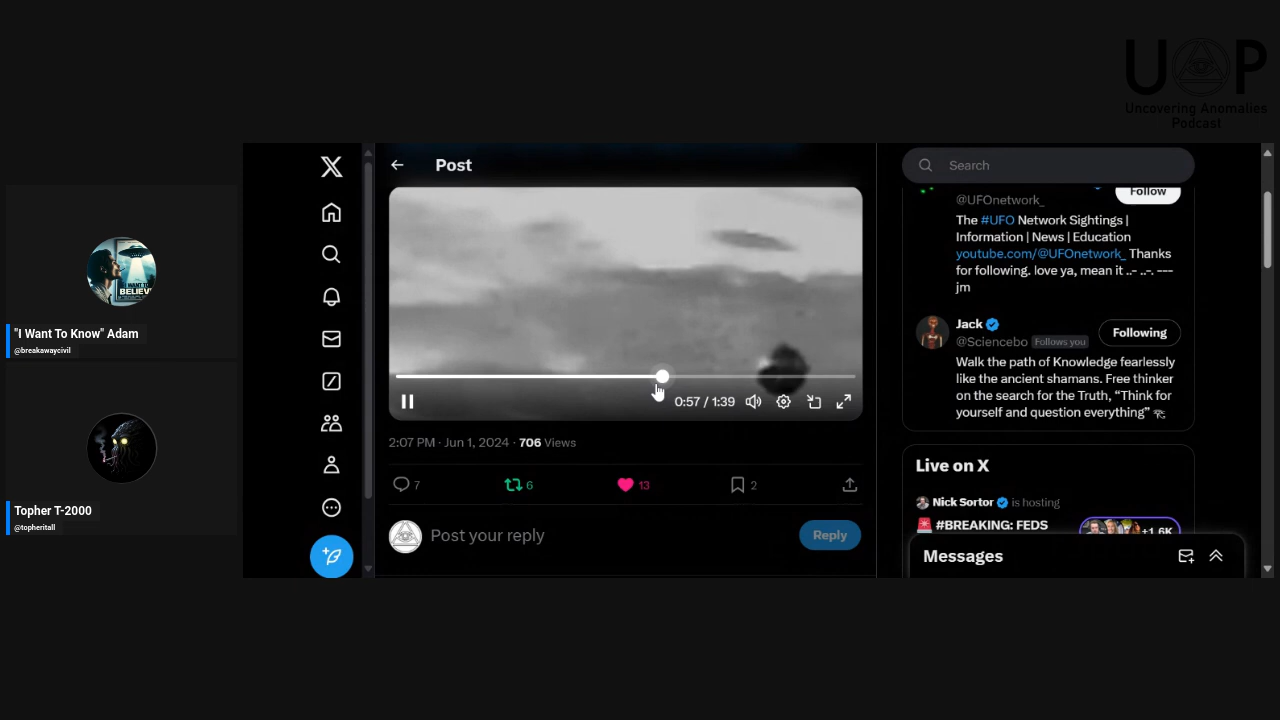 UAP
Uncovering Anomalies
Podcast
"I Want To Know" Adam
@breakawaycivil
Topher T-2000
@topheritall
Post
0:57 / 1:39
2:07 PM · Jun 1, 2024 · 706 Views
7
6
13
2
Post your reply
Reply
Search
@UFOnetwork_
Follow
The #UFO Network Sightings |
Information | News | Education
youtube.com/@UFOnetwork_ Thanks
for following. love ya, mean it ..- ..-. ---
jm
Jack
@Sciencebo Follows you
Following
Walk the path of Knowledge fearlessly
like the ancient shamans. Free thinker
on the search for the Truth, “Think for
yourself and question everything”
Live on X
Nick Sortor is hosting
#BREAKING: FEDS
+1.6K
Messages